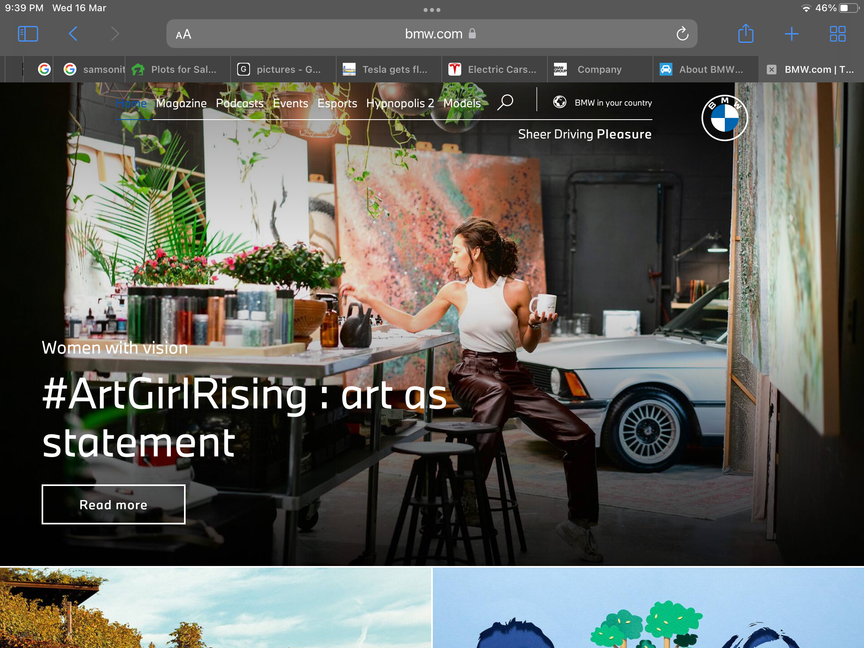 9:39 PM Wed 16 Mar
46%
AA
bmw.com
samsonit
Plots for Sal...
G
pictures - G...
Tesla gets fl...
Electric Cars...
Company
About BMW...
BMW.com | T...
Home Magazine Podcasts Events Esports Hypnopolis 2 Models
BMW in your country
BMW
Sheer Driving Pleasure
Women with vision
#ArtGirlRising : art as
statement
Read more